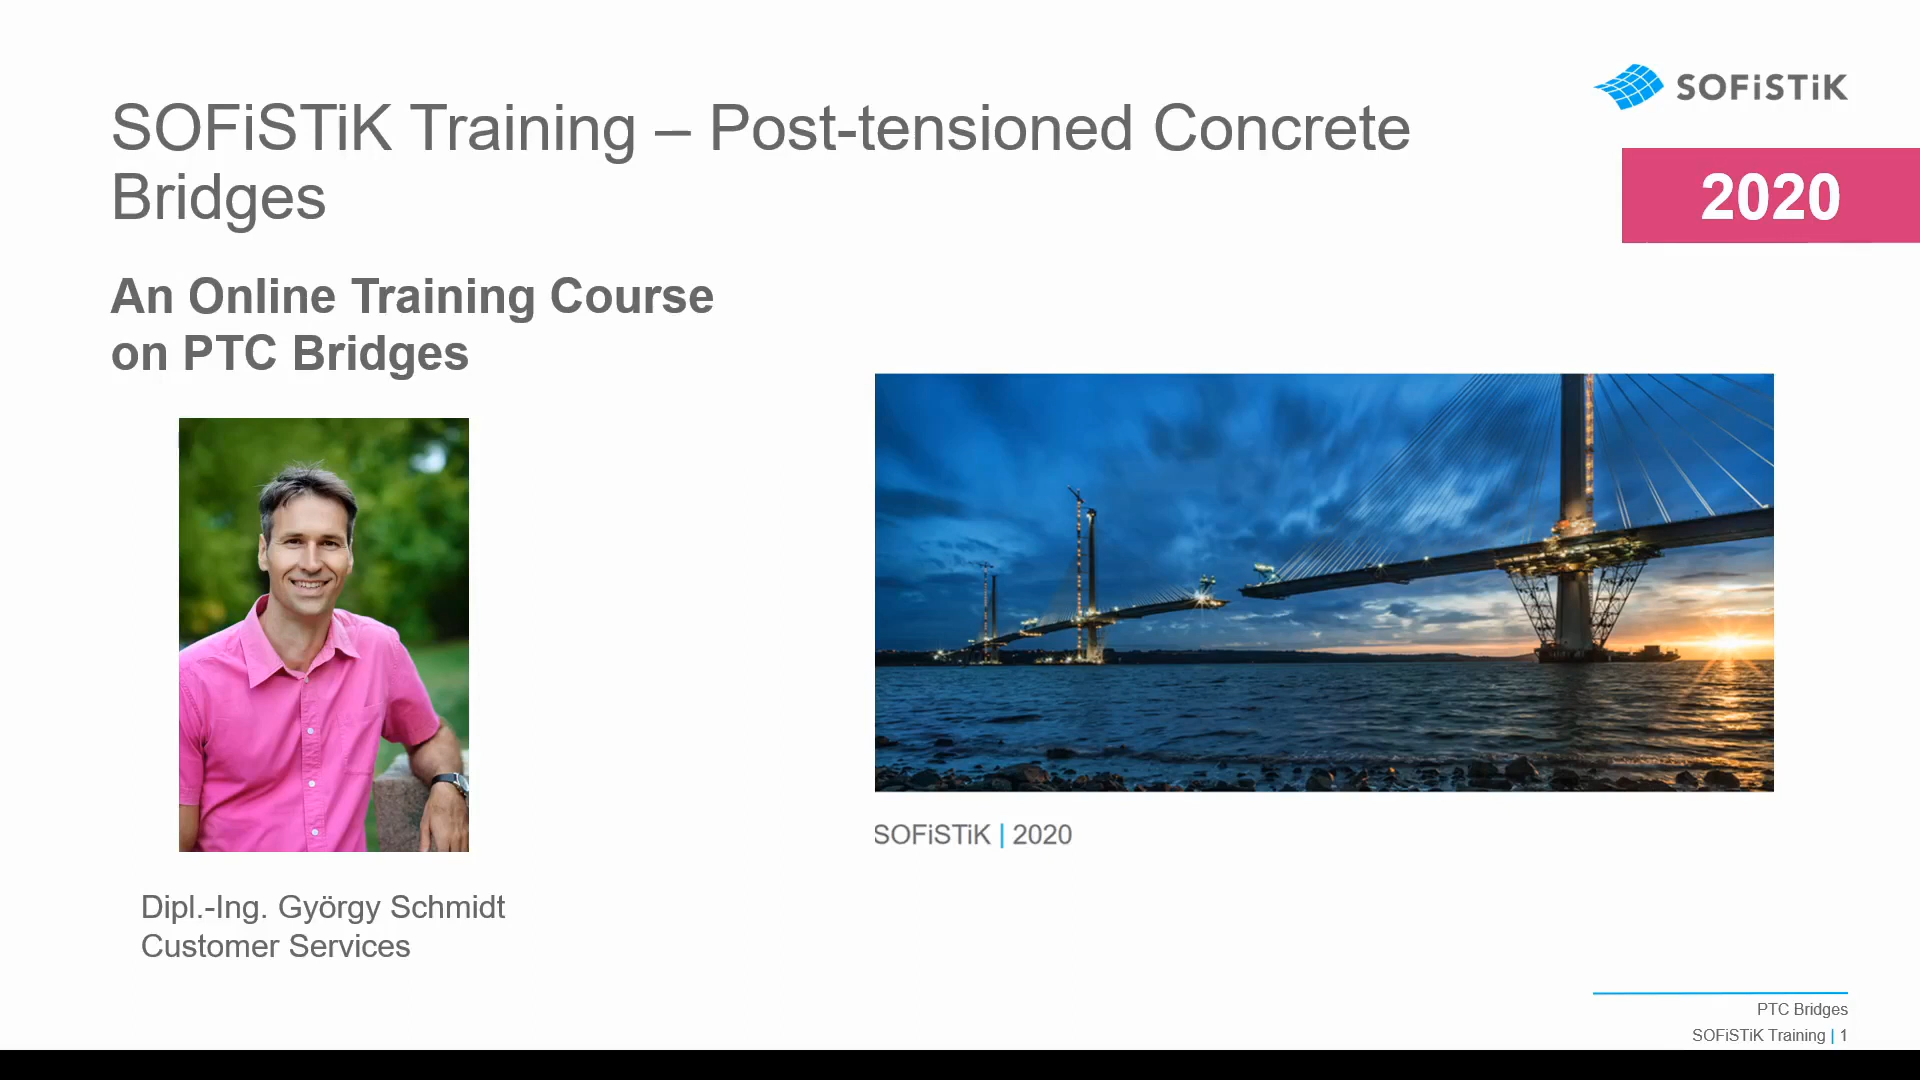 SOFiSTiK
SOFiSTiK Training – Post-tensioned Concrete
Bridges
2020
An Online Training Course
on PTC Bridges
SOFiSTiK | 2020
Dipl.-Ing. György Schmidt
Customer Services
PTC Bridges
SOFiSTiK Training | 1